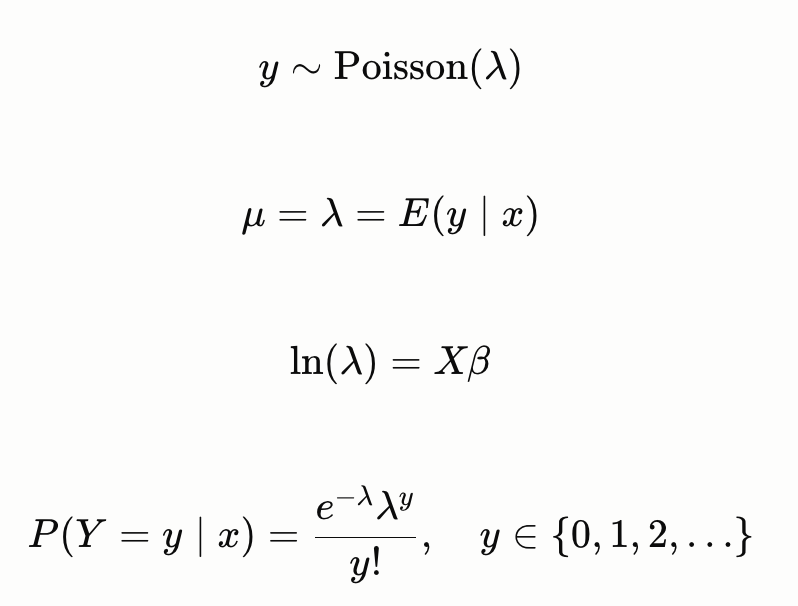 y ∼ Poisson(λ)
μ = λ = E(y | x)
ln(λ) = Xβ
P(Y = y | x) = e^{−λ}λ^y / y!, y ∈ {0, 1, 2, …}